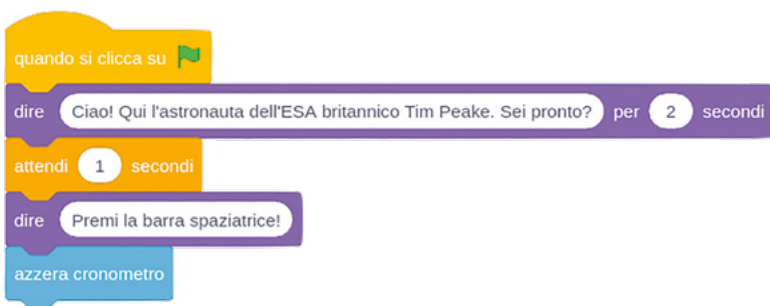 quando si clicca su
dire Ciao! Qui l'astronauta dell'ESA britannico Tim Peake. Sei pronto? per 2 secondi
attendi 1 secondi
dire Premi la barra spaziatrice!
azzera cronometro